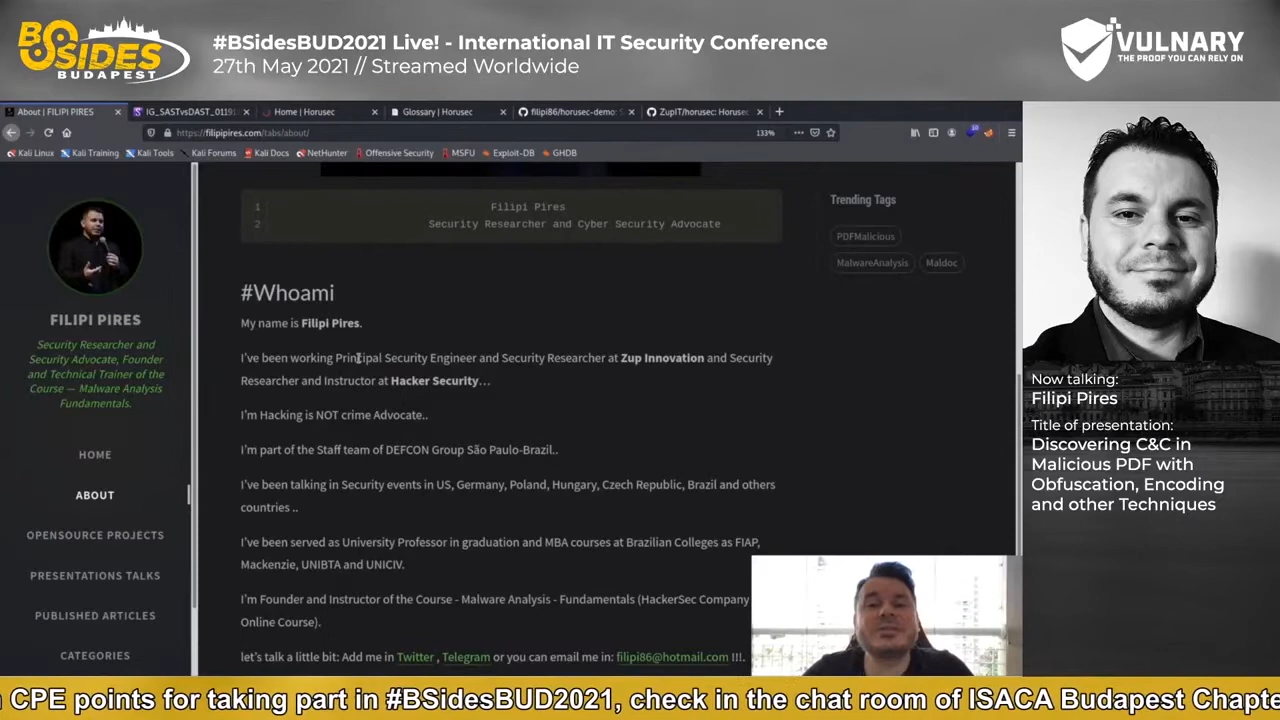 BSIDES
BUDAPEST
#BSidesBUD2021 Live! - International IT Security Conference
27th May 2021 // Streamed Worldwide
VULNARY
THE PROOF YOU CAN RELY ON
About | FILIPI PIRES
IG_SASTvsDAST_0119
Home | Horusec
Glossary | Horusec
filipi86/horusec-demo: S
ZupIT/horusec: Horusec
https://filipipires.com/tabs/about/
133%
Kali Linux
Kali Training
Kali Tools
Kali Forums
Kali Docs
NetHunter
Offensive Security
MSFU
Exploit-DB
GHDB
FILIPI PIRES
Security Researcher and
Security Advocate, Founder
and Technical Trainer of the
Course — Malware Analysis
Fundamentals.
HOME
ABOUT
OPENSOURCE PROJECTS
PRESENTATIONS TALKS
PUBLISHED ARTICLES
CATEGORIES
1 Filipi Pires
2 Security Researcher and Cyber Security Advocate
#Whoami
My name is Filipi Pires.
I've been working Principal Security Engineer and Security Researcher at Zup Innovation and Security
Researcher and Instructor at Hacker Security…
I'm Hacking is NOT crime Advocate..
I'm part of the Staff team of DEFCON Group São Paulo-Brazil..
I've been talking in Security events in US, Germany, Poland, Hungary, Czech Republic, Brazil and others
countries ..
I've been served as University Professor in graduation and MBA courses at Brazilian Colleges as FIAP,
Mackenzie, UNIBTA and UNICIV.
I'm Founder and Instructor of the Course - Malware Analysis - Fundamentals (HackerSec Company
Online Course).
let's talk a little bit: Add me in Twitter , Telegram or you can email me in: filipi86@hotmail.com !!!.
Trending Tags
PDFMalicious
MalwareAnalysis
Maldoc
Now talking:
Filipi Pires
Title of presentation:
Discovering C&C in
Malicious PDF with
Obfuscation, Encoding
and other Techniques
CPE points for taking part in #BSidesBUD2021, check in the chat room of ISACA Budapest Chapte